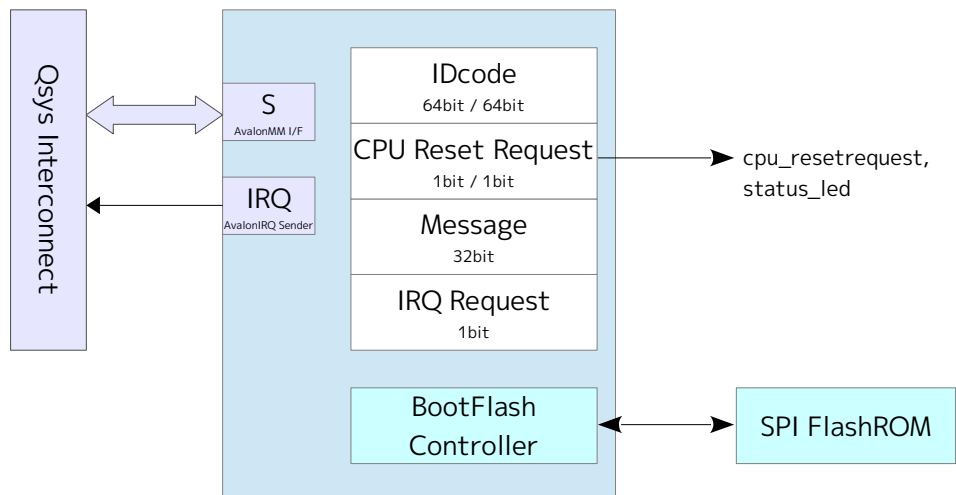 Qsys Interconnect
S
AvalonMM I/F
IRQ
AvalonIRQ Sender
IDcode
64bit / 64bit
CPU Reset Request
1bit / 1bit
Message
32bit
IRQ Request
1bit
cpu_resetrequest,
status_led
BootFlash
Controller
SPI FlashROM